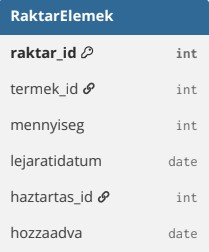 RaktarElemek
raktar_id int
termek_id int
mennyiseg int
lejaratidatum date
haztartas_id int
hozzaadva date